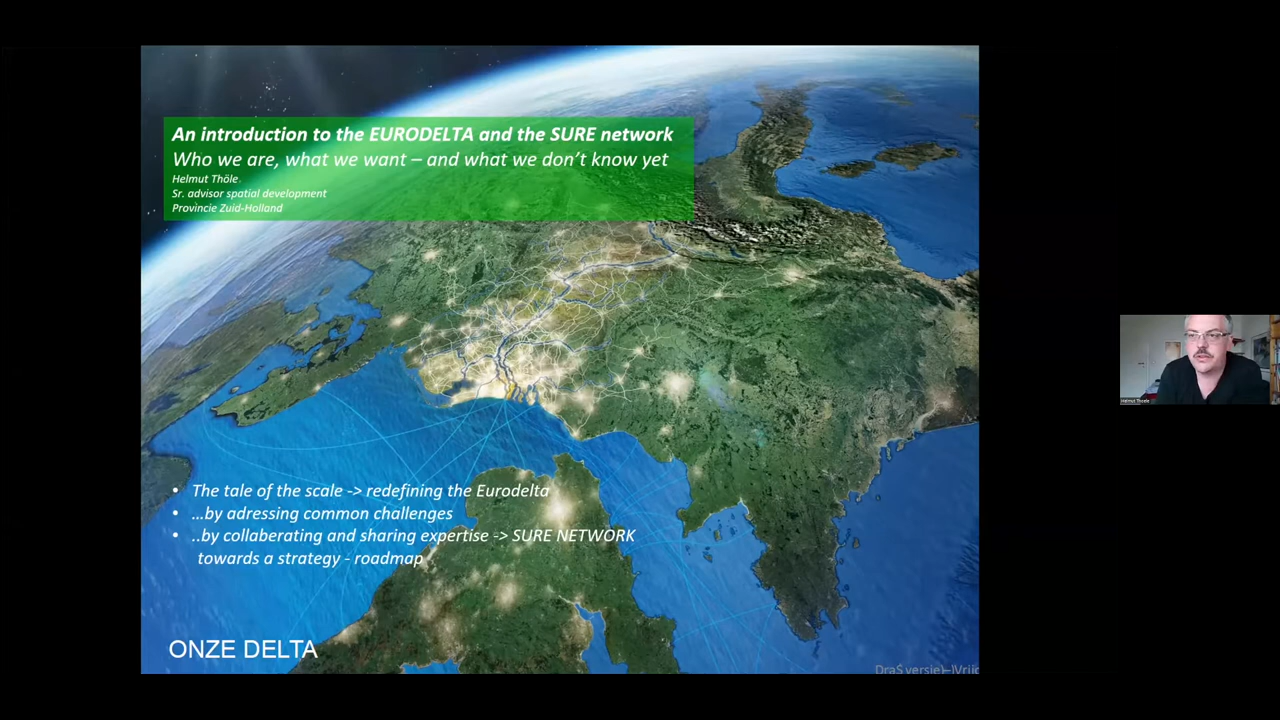 An introduction to the EURODELTA and the SURE network
Who we are, what we want – and what we don't know yet
Helmut Thöle
Sr. advisor spatial development
Provincie Zuid-Holland
• The tale of the scale -> redefining the Eurodelta
• …by adressing common challenges
• ..by collaberating and sharing expertise -> SURE NETWORK
towards a strategy - roadmap
ONZE DELTA
Helmut Thoele